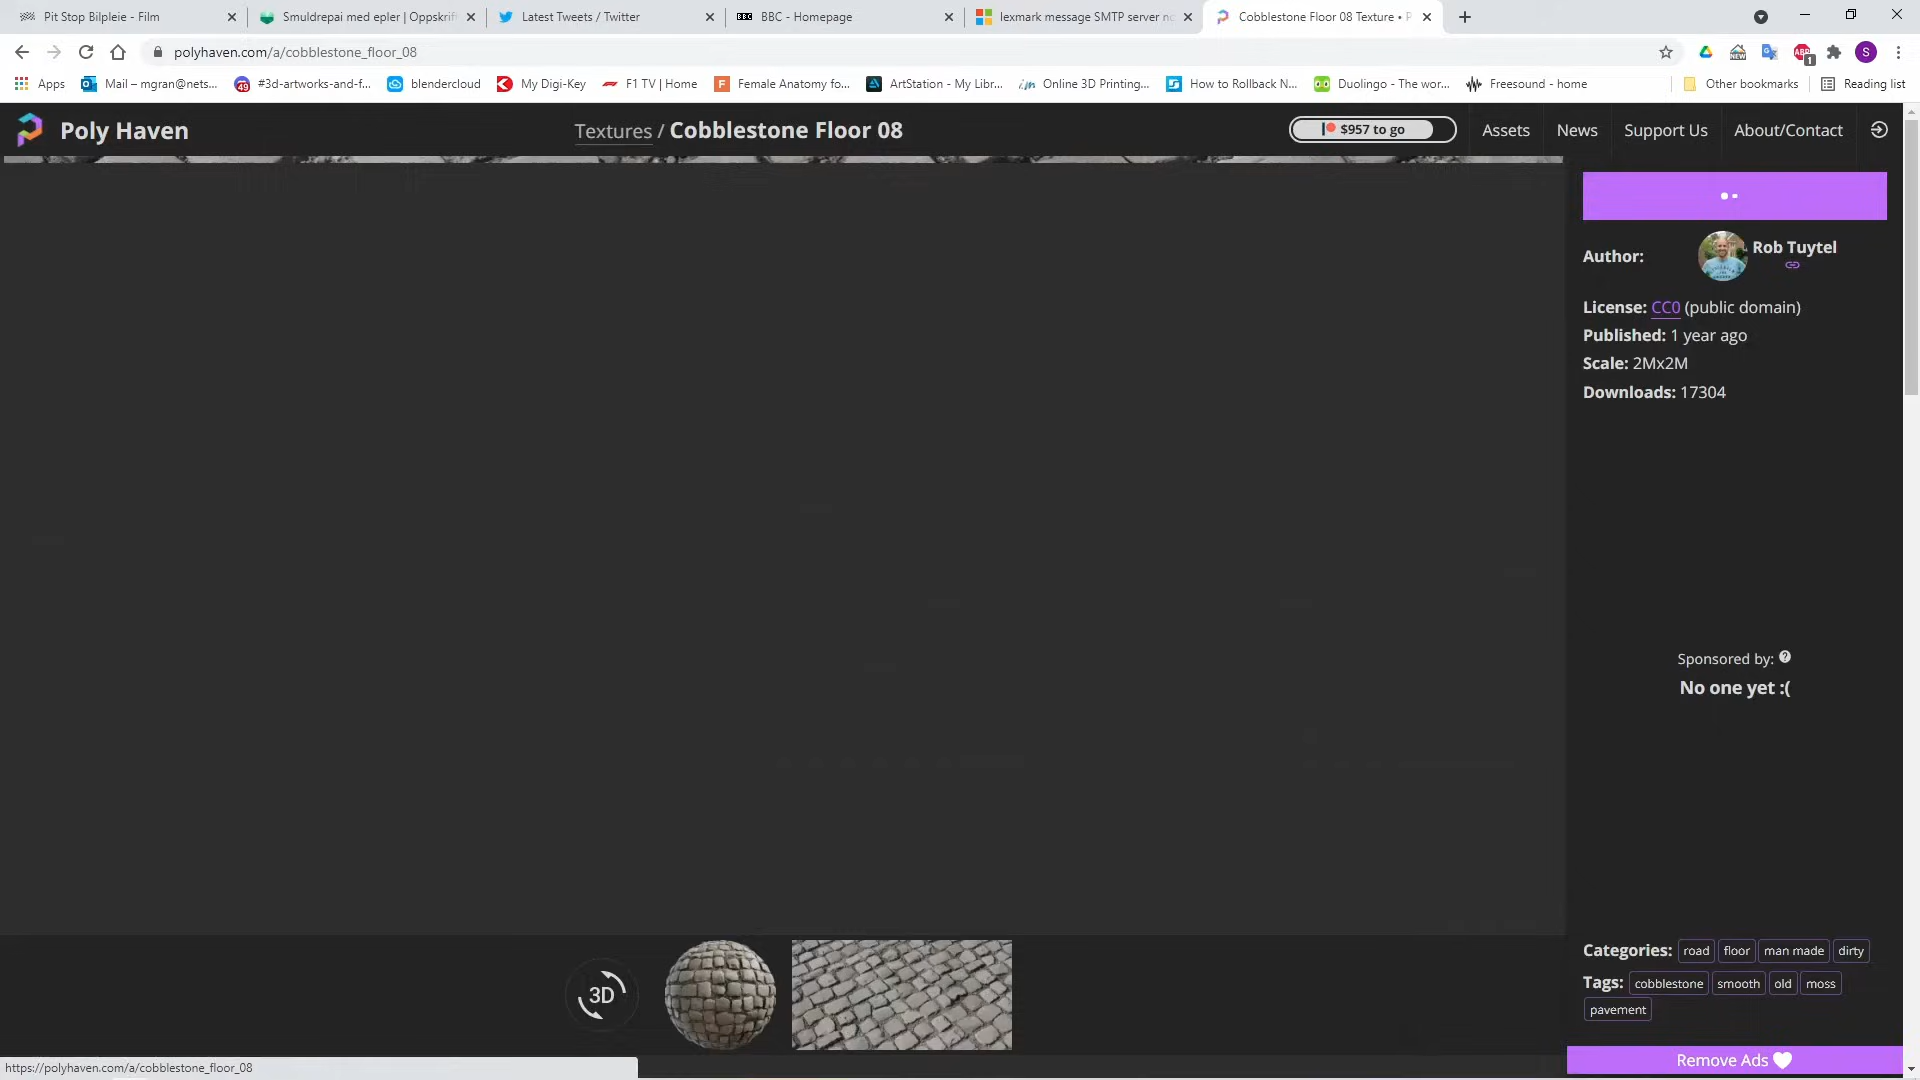 Pit Stop Bilpleie - Film
Smuldrepai med epler | Oppskrif
Latest Tweets / Twitter
BBC - Homepage
lexmark message SMTP server no
Cobblestone Floor 08 Texture • P
polyhaven.com/a/cobblestone_floor_08
Apps
Mail – mgran@nets...
#3d-artworks-and-f...
blendercloud
My Digi-Key
F1 TV | Home
Female Anatomy fo...
ArtStation - My Libr...
Online 3D Printing...
How to Rollback N...
Duolingo - The wor...
Freesound - home
Other bookmarks
Reading list
Poly Haven
Textures / Cobblestone Floor 08
$957 to go
Assets
News
Support Us
About/Contact
Author:
Rob Tuytel
License: CC0 (public domain)
Published: 1 year ago
Scale: 2Mx2M
Downloads: 17304
Sponsored by:
No one yet :(
3D
Categories: road floor man made dirty
Tags: cobblestone smooth old moss
pavement
Remove Ads
https://polyhaven.com/a/cobblestone_floor_08